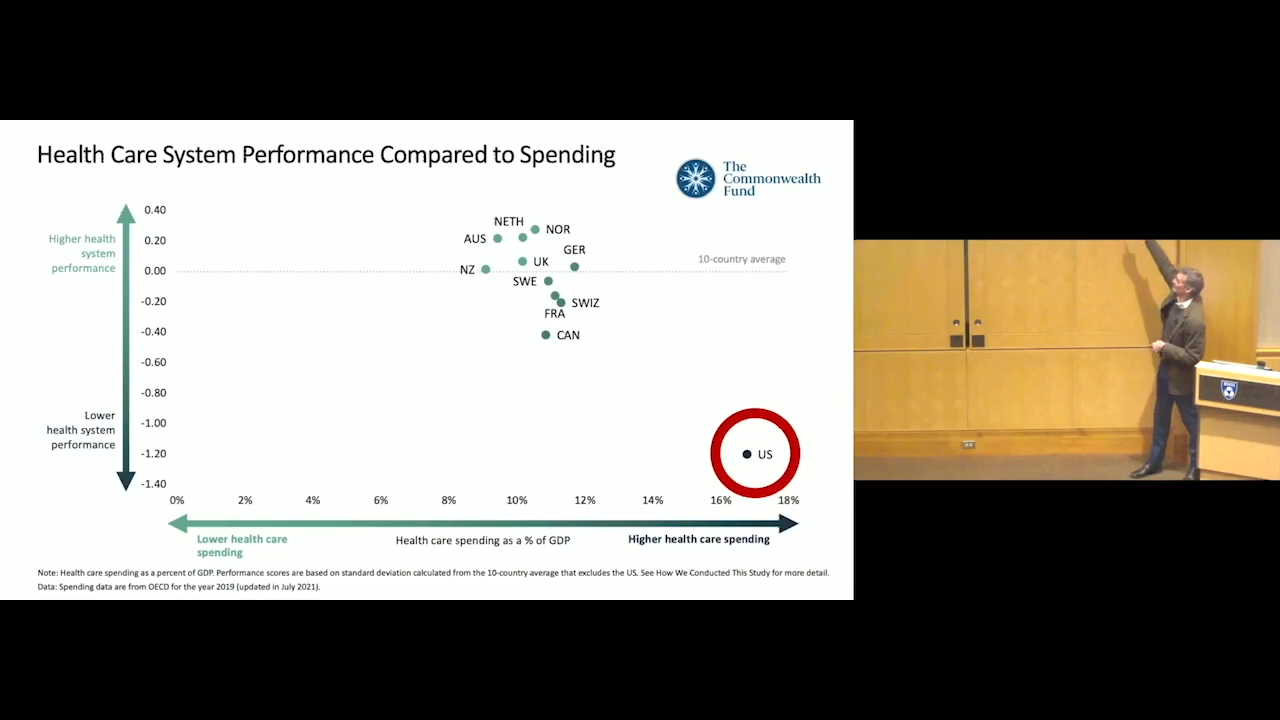 Health Care System Performance Compared to Spending
The
Commonwealth
Fund
Higher health
system
performance
Lower
health system
performance
0.40
0.20
0.00
-0.20
-0.40
-0.60
-0.80
-1.00
-1.20
-1.40
NETH
NOR
AUS
GER
UK
10-country average
NZ
SWE
SWIZ
FRA
CAN
US
0%
2%
4%
6%
8%
10%
12%
14%
16%
18%
Lower health care
spending
Health care spending as a % of GDP
Higher health care spending
Note: Health care spending as a percent of GDP. Performance scores are based on standard deviation calculated from the 10-country average that excludes the US. See How We Conducted This Study for more detail.
Data: Spending data are from OECD for the year 2019 (updated in July 2021).